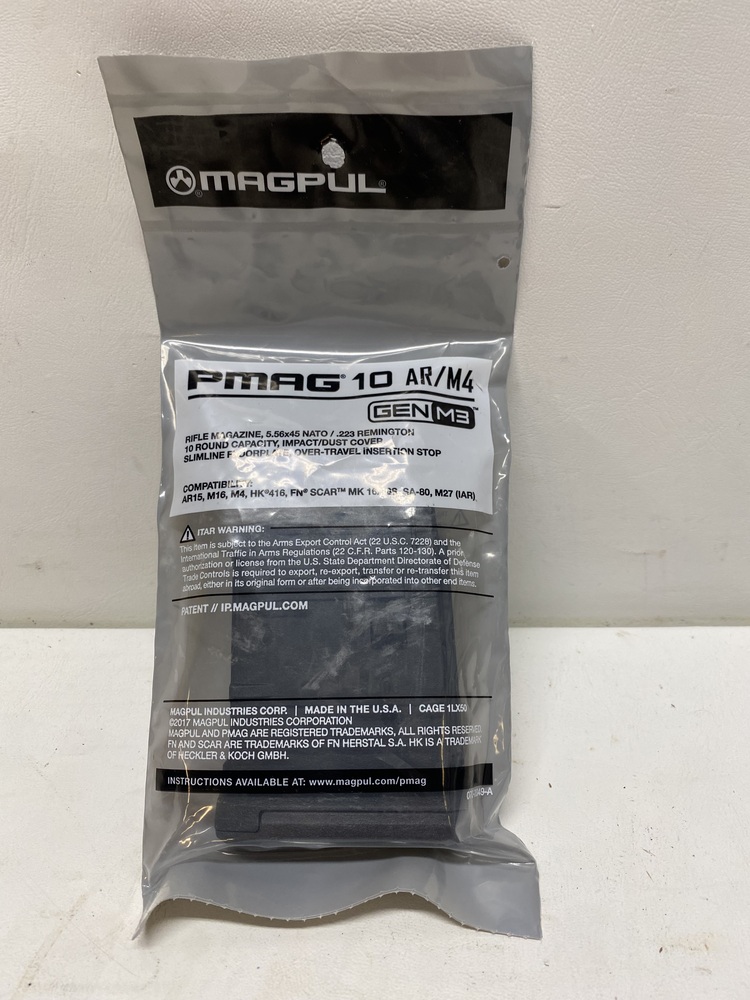 MAGPUL
PMAG® 10 AR/M4
GEN M3™
RIFLE MAGAZINE, 5.56x45 NATO / .223 REMINGTON
10 ROUND CAPACITY, IMPACT/DUST COVER
SLIMLINE FLOORPLATE, OVER-TRAVEL INSERTION STOP
COMPATIBILITY:
AR15, M16, M4, HK®416, FN® SCAR™ MK 16/ SA-80, M27 (IAR)
ITAR WARNING:
This item is subject to the Arms Export Control Act (22 U.S.C. 7228) and the
International Traffic in Arms Regulations (22 C.F.R. Parts 120-130). A prior
authorization or license from the U.S. State Department Directorate of Defense
Trade Controls is required to export, re-export, transfer or re-transfer this item
abroad, either in its original form or after being incorporated into other end items.
PATENT // IP.MAGPUL.COM
MAGPUL INDUSTRIES CORP. | MADE IN THE U.S.A. | CAGE 1LX50
©2017 MAGPUL INDUSTRIES CORPORATION
MAGPUL AND PMAG ARE REGISTERED TRADEMARKS, ALL RIGHTS RESERVED
FN AND SCAR ARE TRADEMARKS OF FN HERSTAL S.A. HK IS A TRADEMARK
OF HECKLER & KOCH GMBH.
INSTRUCTIONS AVAILABLE AT: www.magpul.com/pmag